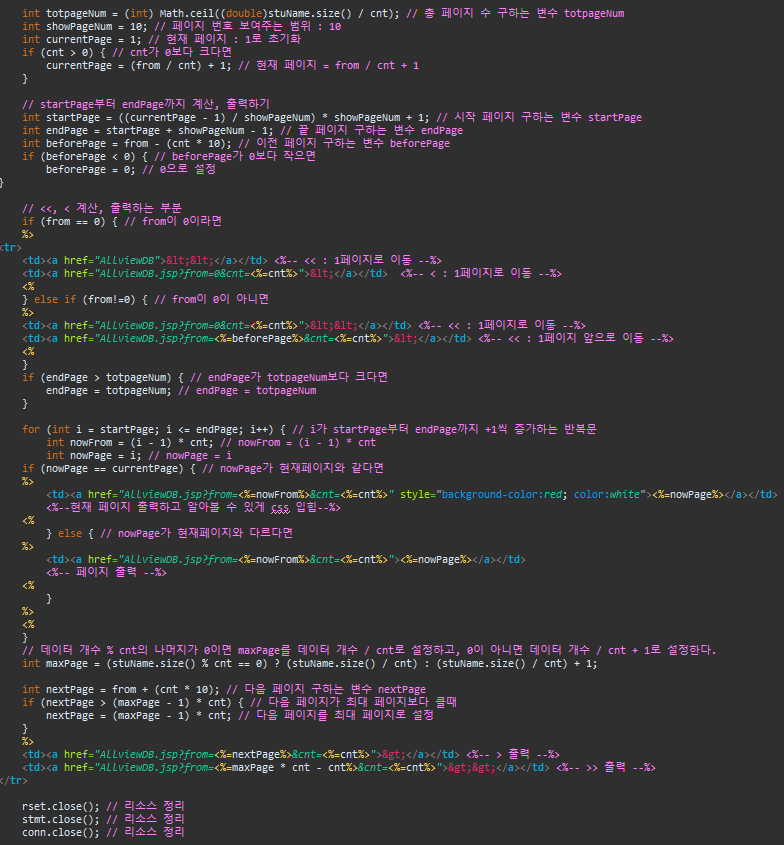 int totpageNum = (int) Math.ceil((double)stuName.size() / cnt); // 총 페이지 수 구하는 변수 totpageNum
int showPageNum = 10; // 페이지 번호 보여주는 범위 : 10
int currentPage = 1; // 현재 페이지 : 1로 초기화
if (cnt > 0) { // cnt가 0보다 크다면
currentPage = (from / cnt) + 1; // 현재 페이지 = from / cnt + 1
}
// startPage부터 endPage까지 계산, 출력하기
int startPage = ((currentPage - 1) / showPageNum) * showPageNum + 1; // 시작 페이지 구하는 변수 startPage
int endPage = startPage + showPageNum - 1; // 끝 페이지 구하는 변수 endPage
int beforePage = from - (cnt * 10); // 이전 페이지 구하는 변수 beforePage
if (beforePage < 0) { // beforePage가 0보다 작으면
beforePage = 0; // 0으로 설정
}
// <<, < 계산, 출력하는 부분
if (from == 0) { // from이 0이라면
%>
<tr>
<td><a href="AllviewDB">&lt;&lt;</a></td> <%-- << : 1페이지로 이동 --%>
<td><a href="AllviewDB.jsp?from=0&cnt=<%=cnt%>">&lt;</a></td>  <%-- < : 1페이지로 이동 --%>
<%
} else if (from!=0) { // from이 0이 아니면
%>
<td><a href="AllviewDB.jsp?from=0&cnt=<%=cnt%>">&lt;&lt;</a></td> <%-- << : 1페이지로 이동 --%>
<td><a href="AllviewDB.jsp?from=<%=beforePage%>&cnt=<%=cnt%>">&lt;</a></td> <%-- << : 1페이지 앞으로 이동 --%>
<%
}
if (endPage > totpageNum) { // endPage가 totpageNum보다 크다면
endPage = totpageNum; // endPage = totpageNum
}
for (int i = startPage; i <= endPage; i++) { // i가 startPage부터 endPage까지 +1씩 증가하는 반복문
int nowFrom = (i - 1) * cnt; // nowFrom = (i - 1) * cnt
int nowPage = i; // nowPage = i
if (nowPage == currentPage) { // nowPage가 현재페이지와 같다면
%>
<td><a href="AllviewDB.jsp?from=<%=nowFrom%>&cnt=<%=cnt%>" style="background-color:red; color:white"><%=nowPage%></a></td>
<%--현재 페이지 출력하고 알아볼 수 있게 css 입힘--%>
<%
} else { // nowPage가 현재페이지와 다르다면
%>
<td><a href="AllviewDB.jsp?from=<%=nowFrom%>&cnt=<%=cnt%>"><%=nowPage%></a></td>
<%-- 페이지 출력 --%>
<%
}
%>
<%
}
// 데이터 개수 % cnt의 나머지가 0이면 maxPage를 데이터 개수 / cnt로 설정하고, 0이 아니면 데이터 개수 / cnt + 1로 설정한다.
int maxPage = (stuName.size() % cnt == 0) ? (stuName.size() / cnt) : (stuName.size() / cnt) + 1;
int nextPage = from + (cnt * 10); // 다음 페이지 구하는 변수 nextPage
if (nextPage > (maxPage - 1) * cnt) { // 다음 페이지가 최대 페이지보다 클때
nextPage = (maxPage - 1) * cnt; // 다음 페이지를 최대 페이지로 설정
}
%>
<td><a href="AllviewDB.jsp?from=<%=nextPage%>&cnt=<%=cnt%>">&gt;</a></td> <%-- > 출력 --%>
<td><a href="AllviewDB.jsp?from=<%=maxPage * cnt - cnt%>&cnt=<%=cnt%>">&gt;&gt;</a></td> <%-- >> 출력 --%>
</tr>
rset.close(); // 리소스 정리
stmt.close(); // 리소스 정리
conn.close(); // 리소스 정리